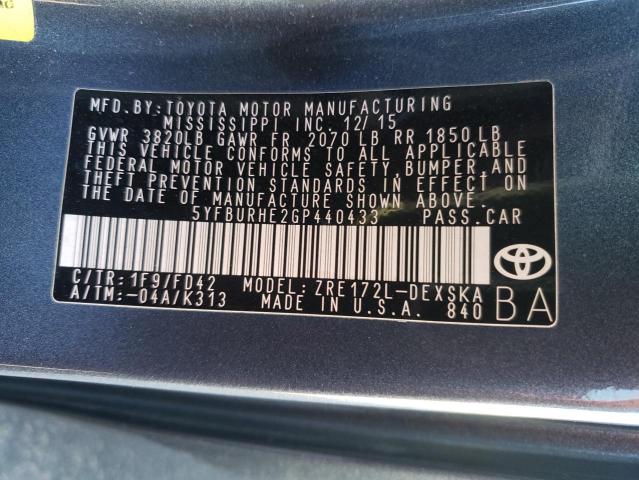 MFD.BY:TOYOTA MOTOR MANUFACTURING
MISSISSIPPI INC. 12/15
GVWR 3820LB GAWR FR 2070 LB RR 1850 LB
THIS VEHICLE CONFORMS TO ALL APPLICABLE
FEDERAL MOTOR VEHICLE SAFETY,BUMPER,AND
THEFT PREVENTION STANDARDS IN EFFECT ON
THE DATE OF MANUFACTURE SHOWN ABOVE.
5YFBURHE2GP440433 PASS.CAR
C/TR:1F9/FD42 MODEL: ZRE172L-DEXSKA
A/TM:-04A/K313 MADE IN U.S.A. 840
BA